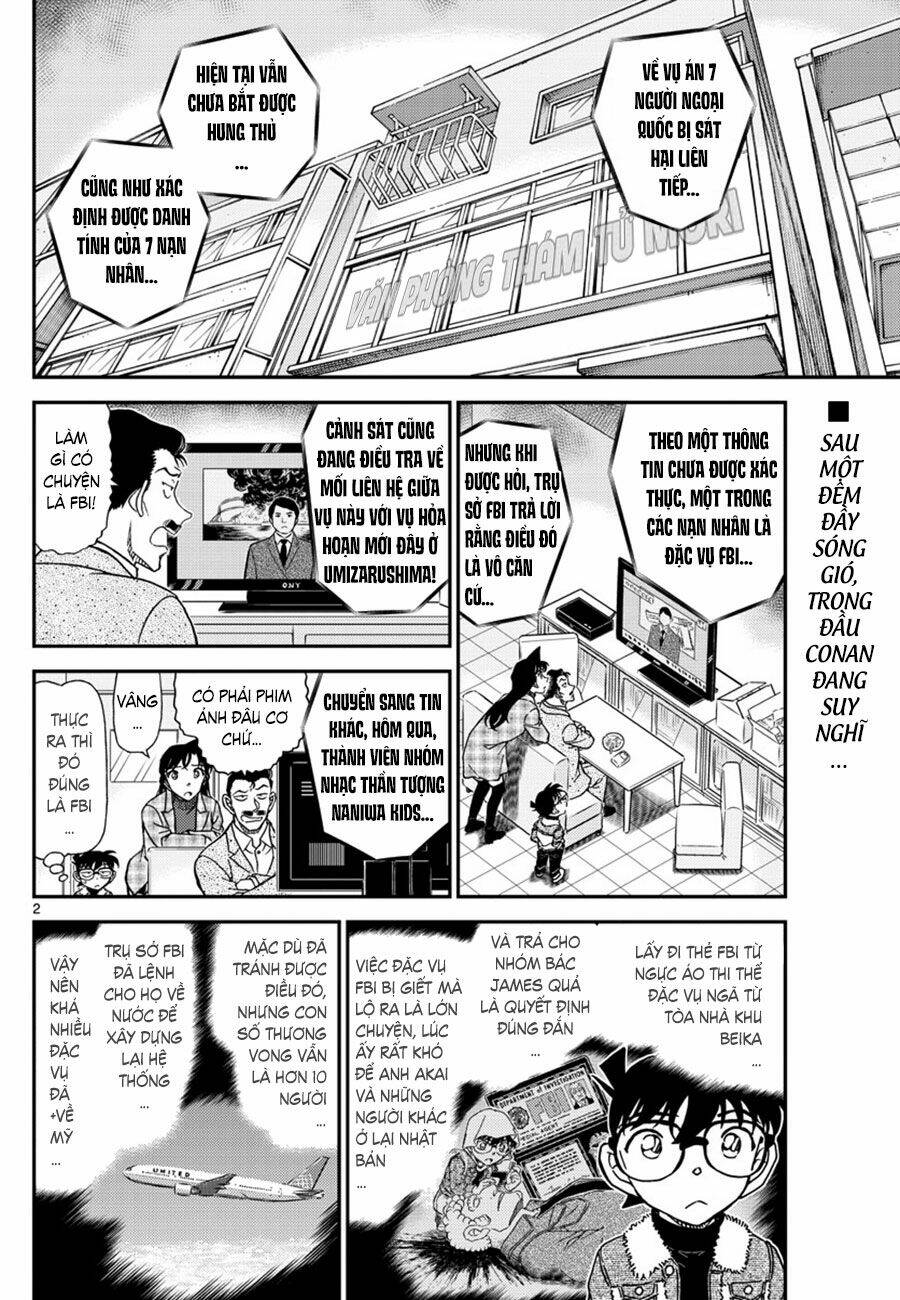 VỀ VỤ ÁN 7
NGƯỜI NGOẠI
QUỐC BỊ SÁT
HẠI LIÊN
TIẾP...
HIỆN TẠI VẪN
CHƯA BẮT ĐƯỢC
HUNG THỦ
...
CŨNG NHƯ XÁC
ĐỊNH ĐƯỢC DANH
TÍNH CỦA 7 NẠN
NHÂN...
VĂN PHÒNG THÁM TỬ MORI
SAU
MỘT
ĐÊM
ĐẦY
SÓNG
GIÓ,
TRONG
ĐẦU
CONAN
ĐANG
SUY
NGHĨ
...
THEO MỘT THÔNG
TIN CHƯA ĐƯỢC XÁC
THỰC, MỘT TRONG
CÁC NẠN NHÂN LÀ
ĐẶC VỤ FBI...
NHƯNG KHI
ĐƯỢC HỎI, TRỤ
SỞ FBI TRẢ LỜI
RẰNG ĐIỀU ĐÓ
LÀ VÔ CĂN
CỨ...
CẢNH SÁT CŨNG
ĐANG ĐIỀU TRA VỀ
MỐI LIÊN HỆ GIỮA
VỤ NÀY VỚI VỤ HỎA
HOẠN MỚI ĐÂY Ở
UMIZARUSHIMA!
LÀM
GÌ CÓ
CHUYỆN
LÀ FBI!
ONY
CHUYỂN SANG TIN
KHÁC, HÔM QUA,
THÀNH VIÊN NHÓM
NHẠC THẦN TƯỢNG
NANIWA KIDS...
CÓ PHẢI PHIM
ẢNH ĐÂU CƠ
CHỨ...
VÂNG
...
THỰC
RA THÌ
ĐÓ
ĐÚNG
LÀ FBI
...
2
LẤY ĐI THẺ FBI TỪ
NGỰC ÁO THI THỂ
ĐẶC VỤ NGÃ TỪ
TÒA NHÀ KHU
BEIKA
...
VÀ TRẢ CHO
NHÓM BÁC
JAMES QUẢ
LÀ QUYẾT ĐỊNH
ĐÚNG ĐẮN
...
VIỆC ĐẶC VỤ
FBI BỊ GIẾT MÀ
LỘ RA LÀ LỚN
CHUYỆN, LÚC
ẤY RẤT KHÓ
ĐỂ ANH AKAI
VÀ NHỮNG
NGƯỜI KHÁC
Ở LẠI NHẬT
BẢN
...
DEPARTMENT OF INVESTIGATION
FBI
MẶC DÙ ĐÃ
TRÁNH ĐƯỢC
ĐIỀU ĐÓ,
NHƯNG CON
SỐ THƯƠNG
VONG VẪN
LÀ HƠN 10
NGƯỜI
TRỤ SỞ FBI
ĐÃ LỆNH
CHO HỌ VỀ
NƯỚC ĐỂ
XÂY DỰNG
LẠI HỆ
THỐNG
...
VẬY
NÊN
KHÁ
NHIỀU
ĐẶC
VỤ
ĐÃ
+VỀ
MỸ
...
UNITED